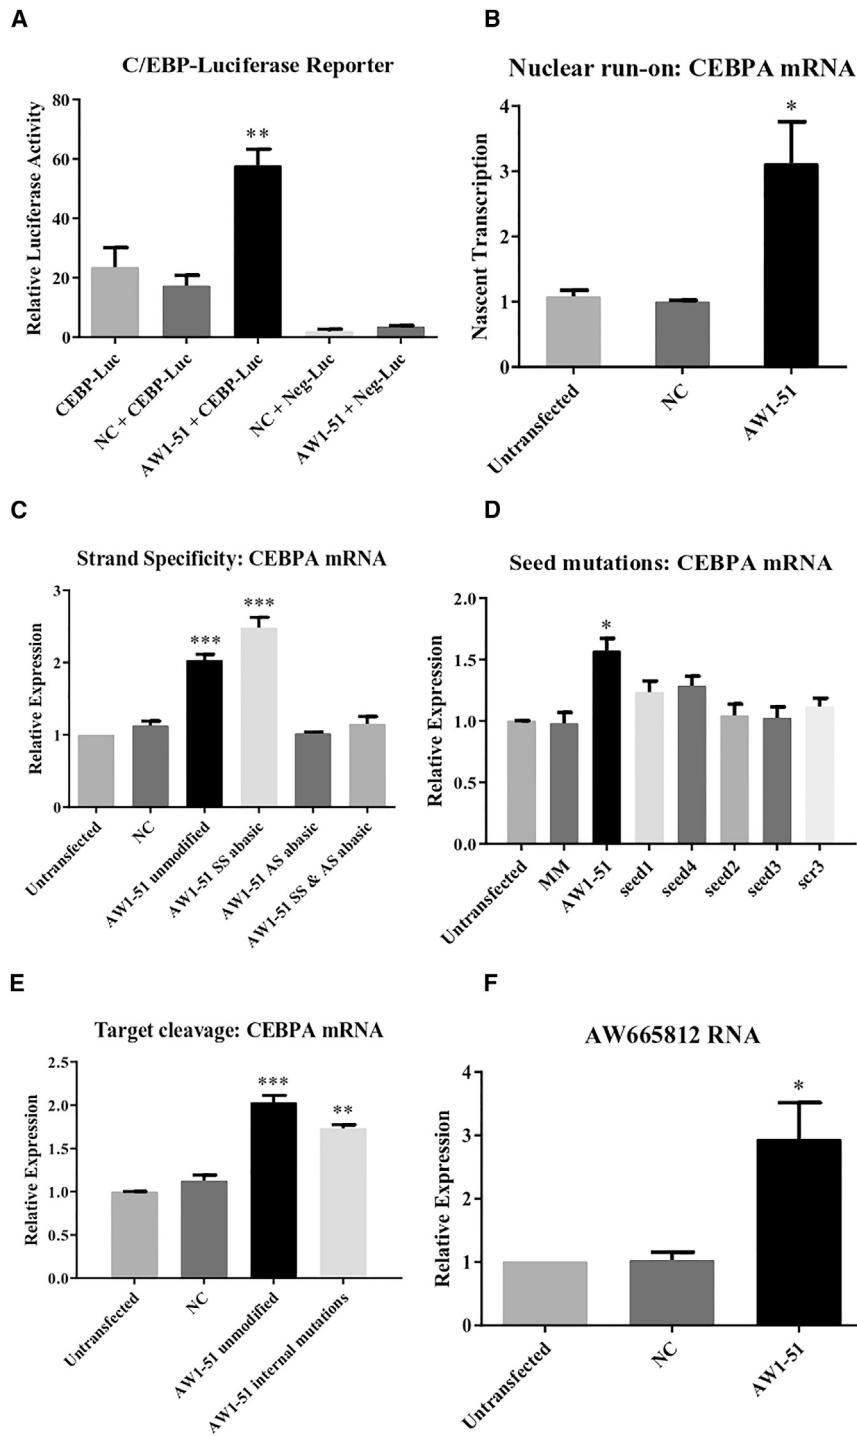 A
C/EBP-Luciferase Reporter
Relative Luciferase Activity
80
60
40
20
0
**
CEBP-Luc
NC + CEBP-Luc
AW1-51 + CEBP-Luc
NC + Neg-Luc
AW1-51 + Neg-Luc
B
Nuclear run-on: CEBPA mRNA
Nascent Transcription
4
3
2
1
0
*
Untransfected
NC
AW1-51
C
Strand Specificity: CEBPA mRNA
Relative Expression
3
2
1
0
***
***
Untransfected
NC
AW1-51 unmodified
AW1-51 SS abasic
AW1-51 AS abasic
AW1-51 SS & AS abasic
D
Seed mutations: CEBPA mRNA
Relative Expression
2.0
1.5
1.0
0.5
0.0
*
Untransfected
MM
AW1-51
seed1
seed4
seed2
seed3
scr3
E
Target cleavage: CEBPA mRNA
Relative Expression
2.5
2.0
1.5
1.0
0.5
0.0
***
**
Untransfected
NC
AW1-51 unmodified
AW1-51 internal mutations
F
AW665812 RNA
Relative Expression
4
3
2
1
0
*
Untransfected
NC
AW1-51